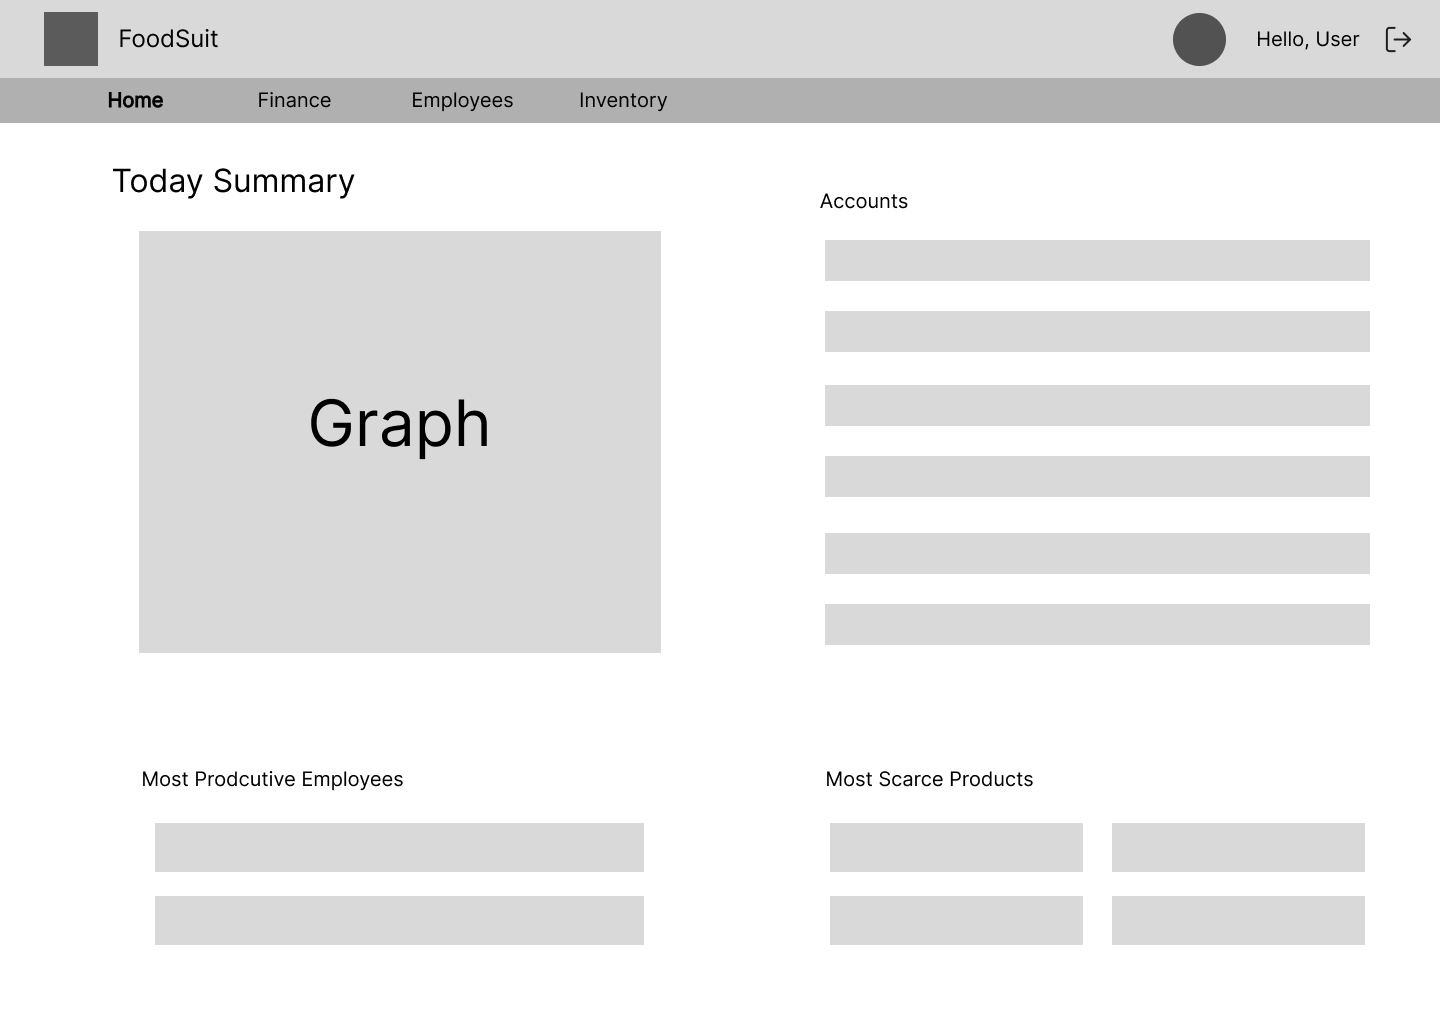 FoodSuit
Hello, User
Home
Finance
Employees
Inventory
Today Summary
Accounts
Graph
Most Prodcutive Employees
Most Scarce Products